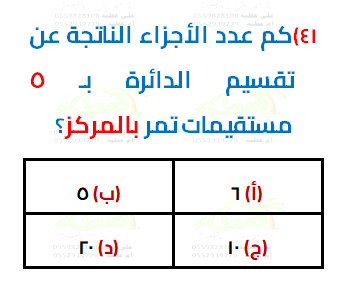 ٤١) كم عدد الأجزاء الناتجة عن
تقسيم الدائرة بـ ٥
مستقيمات تمر بالمركز؟
(أ) ٦ (ب) ٥
(ج) ١٠ (د) ٢٠